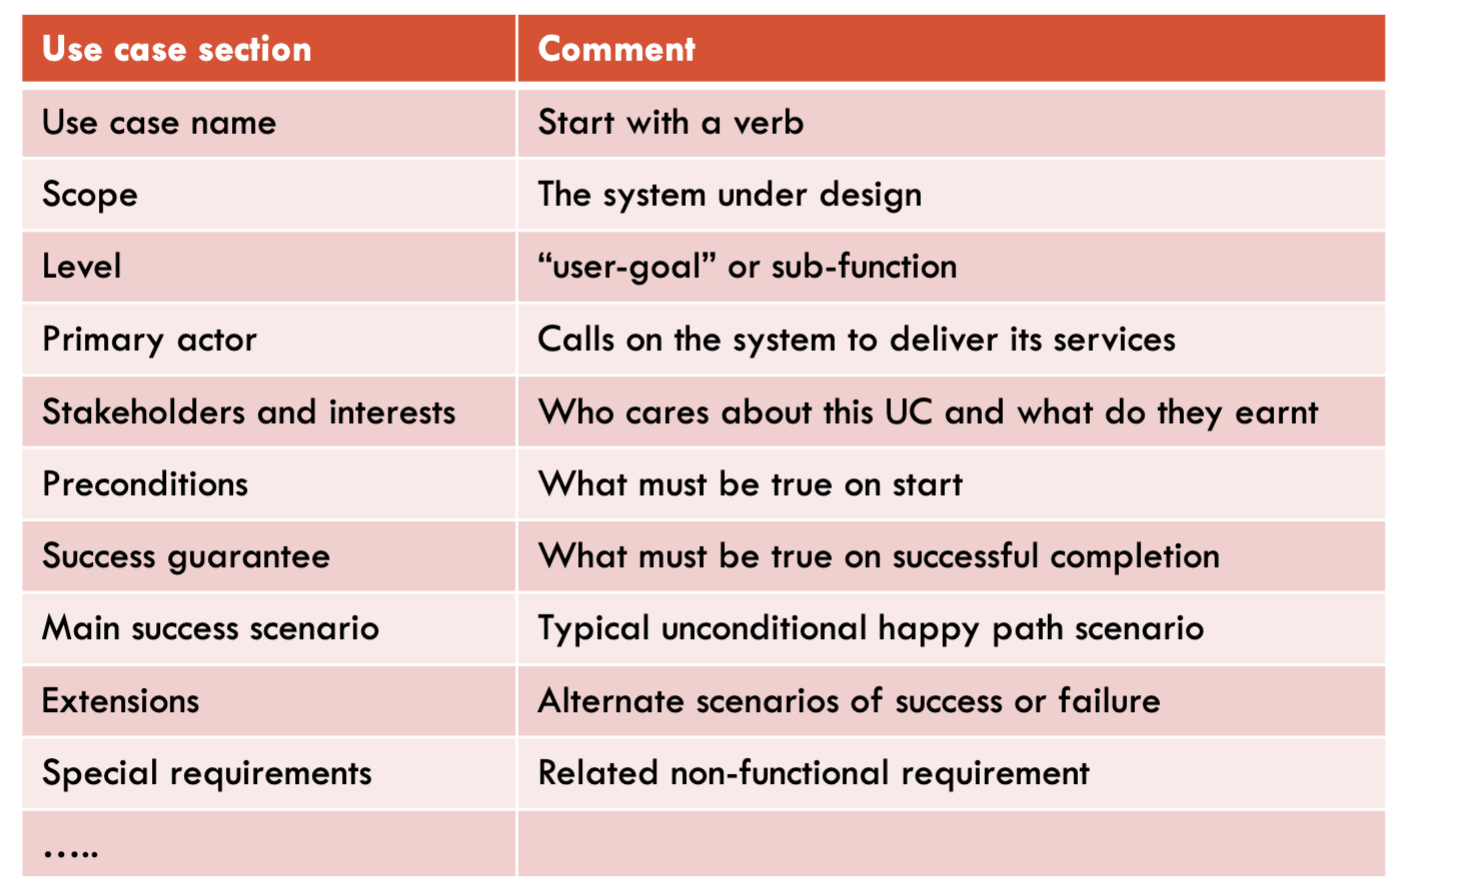 Use case section Comment
Use case name Start with a verb
Scope The system under design
Level “user-goal” or sub-function
Primary actor Calls on the system to deliver its services
Stakeholders and interests Who cares about this UC and what do they earnt
Preconditions What must be true on start
Success guarantee What must be true on successful completion
Main success scenario Typical unconditional happy path scenario
Extensions Alternate scenarios of success or failure
Special requirements Related non-functional requirement
…..